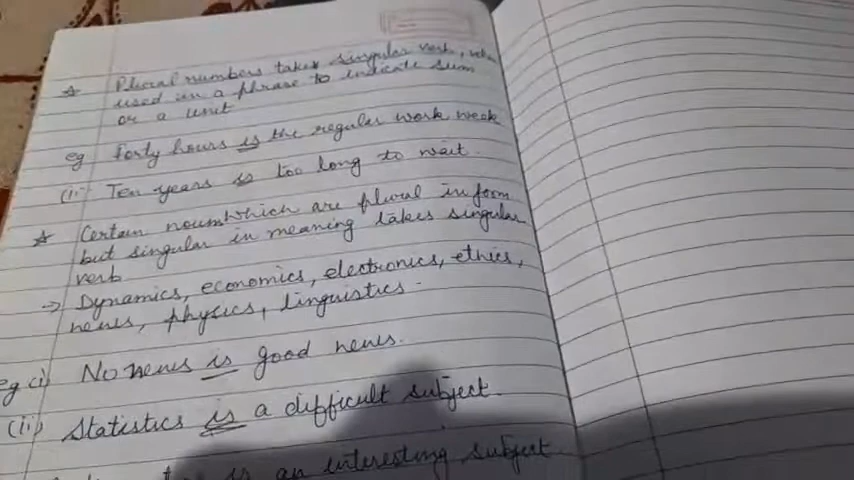 ☆ Plural numbers takes singular verb, when
used in a phrase to indicate sum
or a unit
eg Forty hours is the regular work week
(ii) Ten years is too long to wait.
☆ Certain noun which are plural in form
but singular in meaning takes singular
verb
→ Dynamics, economics, electronics, ethics,
news, physics, linguistics.
eg (i) No news is good news.
(ii) Statistics is a difficult subject.
is an interesting subject